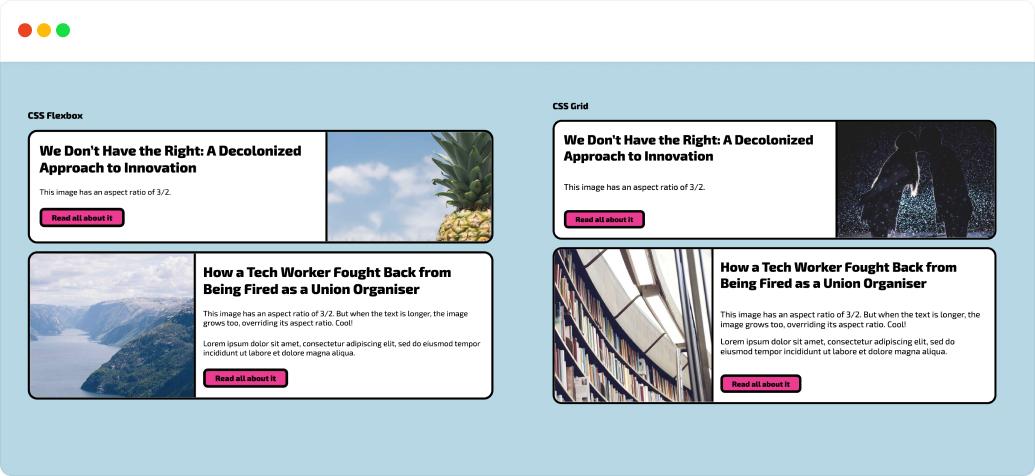 CSS Flexbox
We Don't Have the Right: A Decolonized
Approach to Innovation
This image has an aspect ratio of 3/2.
Read all about it
How a Tech Worker Fought Back from
Being Fired as a Union Organiser
This image has an aspect ratio of 3/2. But when the text is longer, the image
grows too, overriding its aspect ratio. Cool!
Lorem ipsum dolor sit amet, consectetur adipiscing elit, sed do eiusmod tempor
incididunt ut labore et dolore magna aliqua.
Read all about it
CSS Grid
We Don't Have the Right: A Decolonized
Approach to Innovation
This image has an aspect ratio of 3/2.
Read all about it
How a Tech Worker Fought Back from
Being Fired as a Union Organiser
This image has an aspect ratio of 3/2. But when the text is longer, the
image grows too, overriding its aspect ratio. Cool!
Lorem ipsum dolor sit amet, consectetur adipiscing elit, sed do
eiusmod tempor incididunt ut labore et dolore magna aliqua.
Read all about it